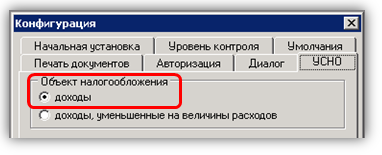 Конфигурация
Начальная установка Уровень контроля Умолчания
Печать документов Авторизация Диалог УСНО
Объект налогообложения
доходы
доходы, уменьшенные на величины расходов